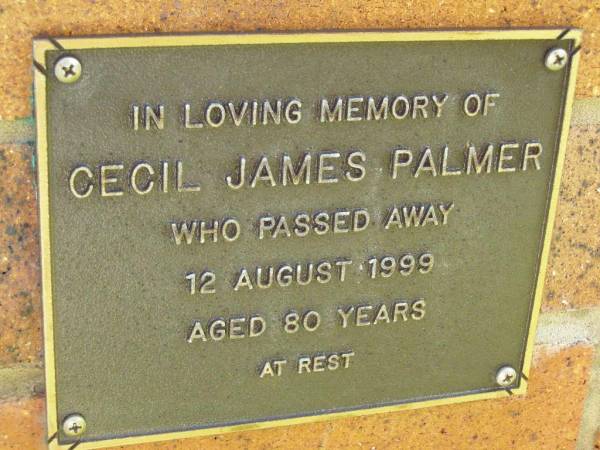 IN LOVING MEMORY OF
CECIL JAMES PALMER
WHO PASSED AWAY
12 AUGUST 1999
AGED 80 YEARS
AT REST